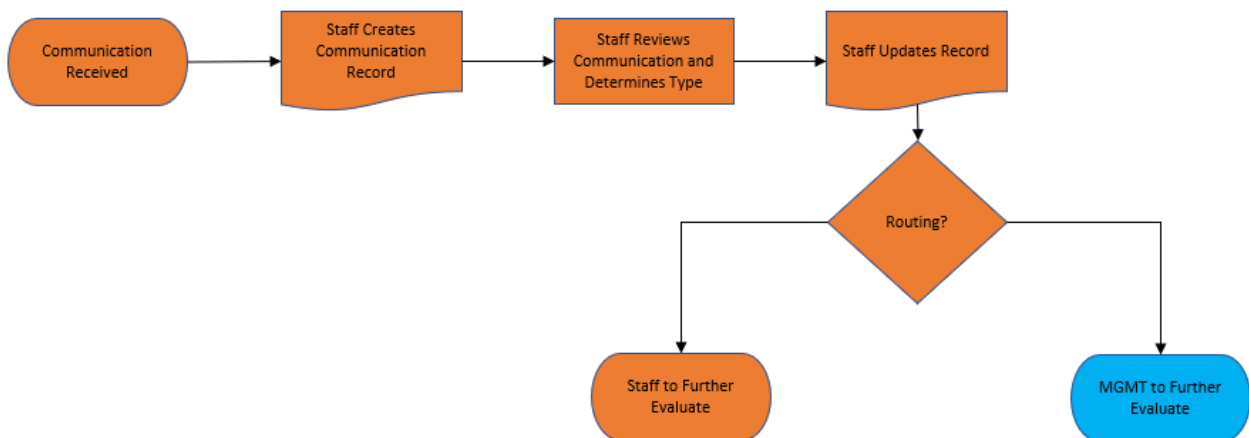 Communication
Received
Staff Creates
Communication
Record
Staff Reviews
Communication and
Determines Type
Staff Updates Record
Routing?
Staff to Further
Evaluate
MGMT to Further
Evaluate